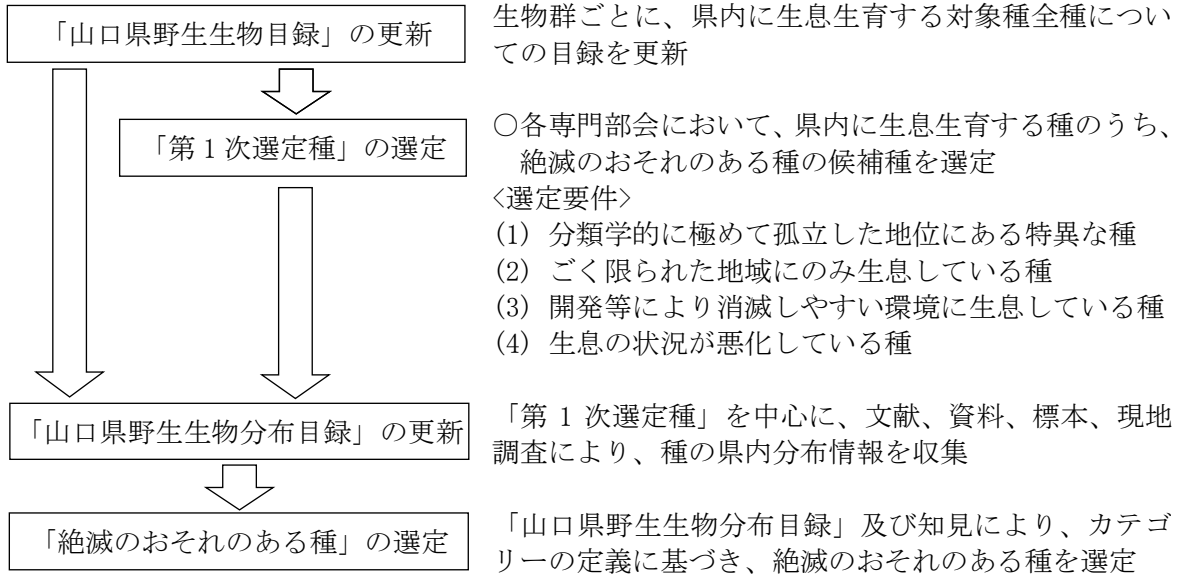 「山口県野生生物目録」の更新
生物群ごとに、県内に生息生育する対象種全種につい
ての目録を更新
「第１次選定種」の選定
○各専門部会において、県内に生息生育する種のうち、
絶滅のおそれのある種の候補種を選定
<選定要件>
(1) 分類学的に極めて孤立した地位にある特異な種
(2) ごく限られた地域にのみ生息している種
(3) 開発等により消滅しやすい環境に生息している種
(4) 生息の状況が悪化している種
「山口県野生生物分布目録」の更新
「第 1 次選定種」を中心に、文献、資料、標本、現地
調査により、種の県内分布情報を収集
「絶滅のおそれのある種」の選定
「山口県野生生物分布目録」及び知見により、カテゴ
リーの定義に基づき、絶滅のおそれのある種を選定